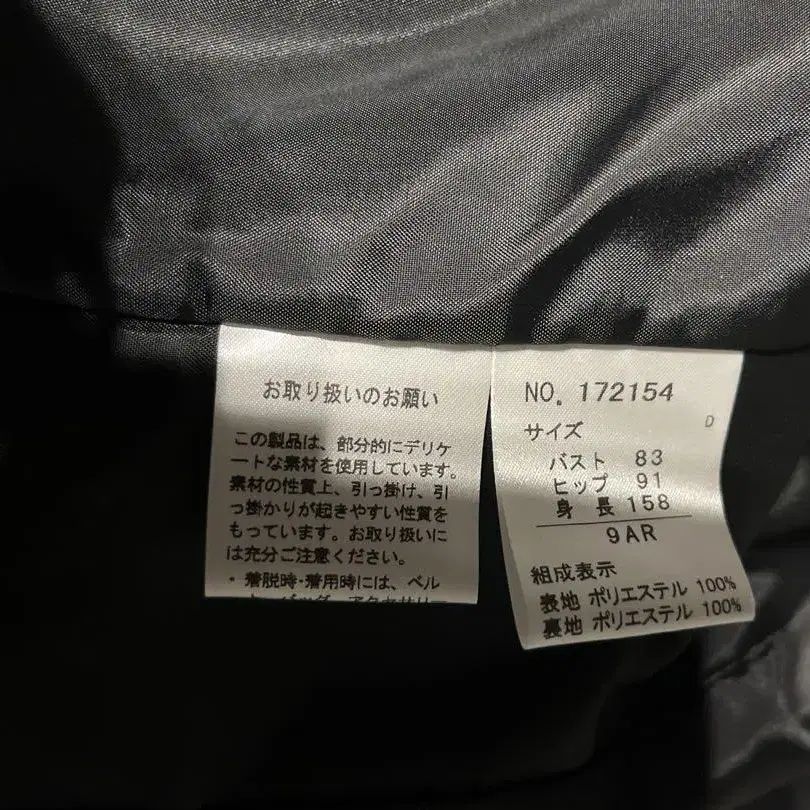 お取り扱いのお願い
この製品は、部分的にデリケ
ートな素材を使用しています。
素材の性質上、引っ掛け、引
っ掛かりが起きやすい性質を
もっています。お取り扱いに
は充分ご注意ください。
・着脱時・着用時には、ベル
NO. 172154
D
サイズ
バスト 83
ヒップ 91
身 長 158
9AR
組成表示
表地 ポリエステル 100%
裏地 ポリエステル 100%